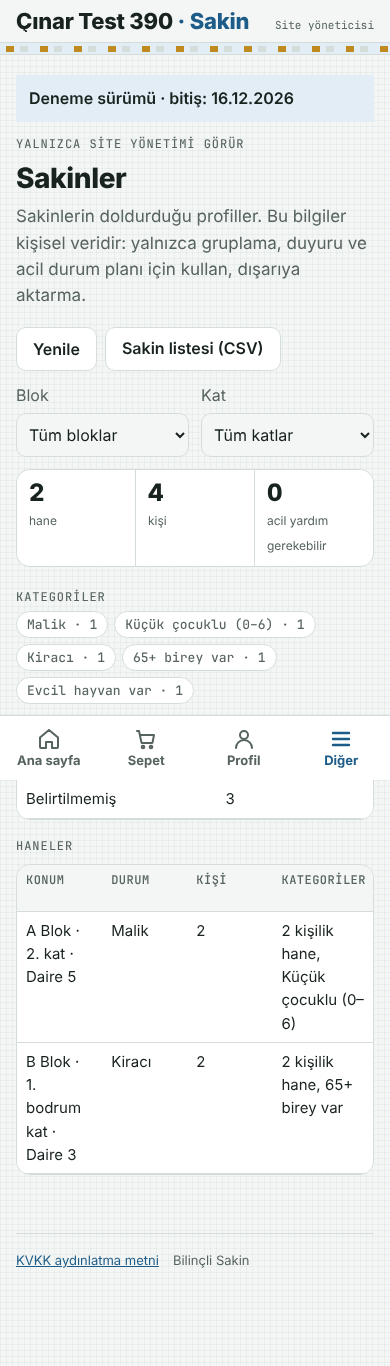 Çınar Test 390 · Sakin
Site yöneticisi
Deneme sürümü · bitiş: 16.12.2026
YALNIZCA SİTE YÖNETİMİ GÖRÜR
Sakinler
Sakinlerin doldurduğu profiller. Bu bilgiler
kişisel veridir: yalnızca gruplama, duyuru ve
acil durum planı için kullan, dışarıya
aktarma.
Yenile
Sakin listesi (CSV)
Blok
Kat
Tüm bloklar
Tüm katlar
2
hane
4
kişi
0
acil yardım
gerekebilir
KATEGORİLER
Malik · 1
Küçük çocuklu (0–6) · 1
Kiracı · 1
65+ birey var · 1
Evcil hayvan var · 1
Ana sayfa
Sepet
Profil
Diğer
Belirtilmemiş
3
HANELER
KONUM
DURUM
KİŞİ
KATEGORİLER
A Blok ·
2. kat ·
Daire 5
Malik
2
2 kişilik
hane,
Küçük
çocuklu (0–
6)
B Blok ·
1.
bodrum
kat ·
Daire 3
Kiracı
2
2 kişilik
hane, 65+
birey var
KVKK aydınlatma metni
Bilinçli Sakin